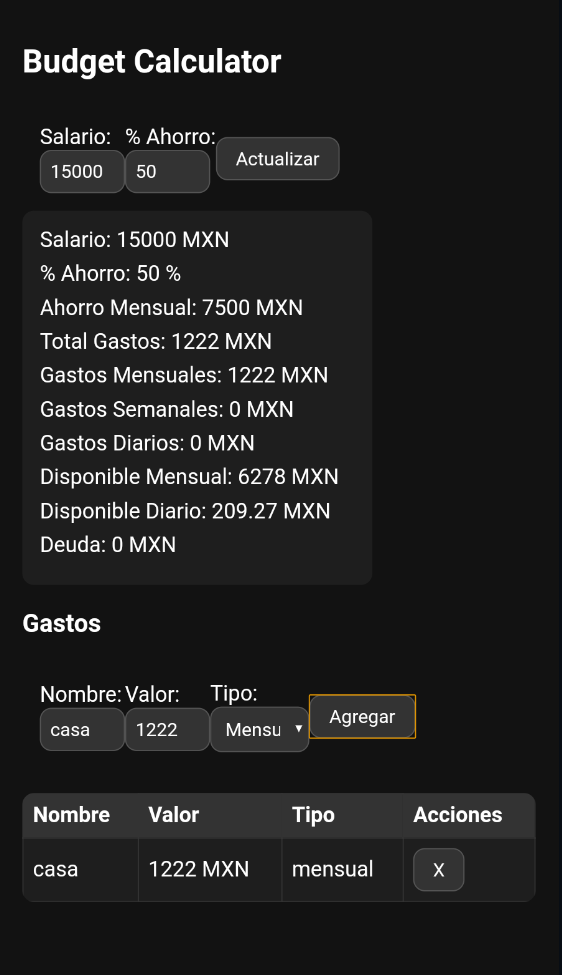 Budget Calculator
Salario: % Ahorro:
15000 50 Actualizar
Salario: 15000 MXN
% Ahorro: 50 %
Ahorro Mensual: 7500 MXN
Total Gastos: 1222 MXN
Gastos Mensuales: 1222 MXN
Gastos Semanales: 0 MXN
Gastos Diarios: 0 MXN
Disponible Mensual: 6278 MXN
Disponible Diario: 209.27 MXN
Deuda: 0 MXN
Gastos
Nombre: Valor: Tipo:
casa 1222 Mensu Agregar
Nombre Valor Tipo Acciones
casa 1222 MXN mensual X